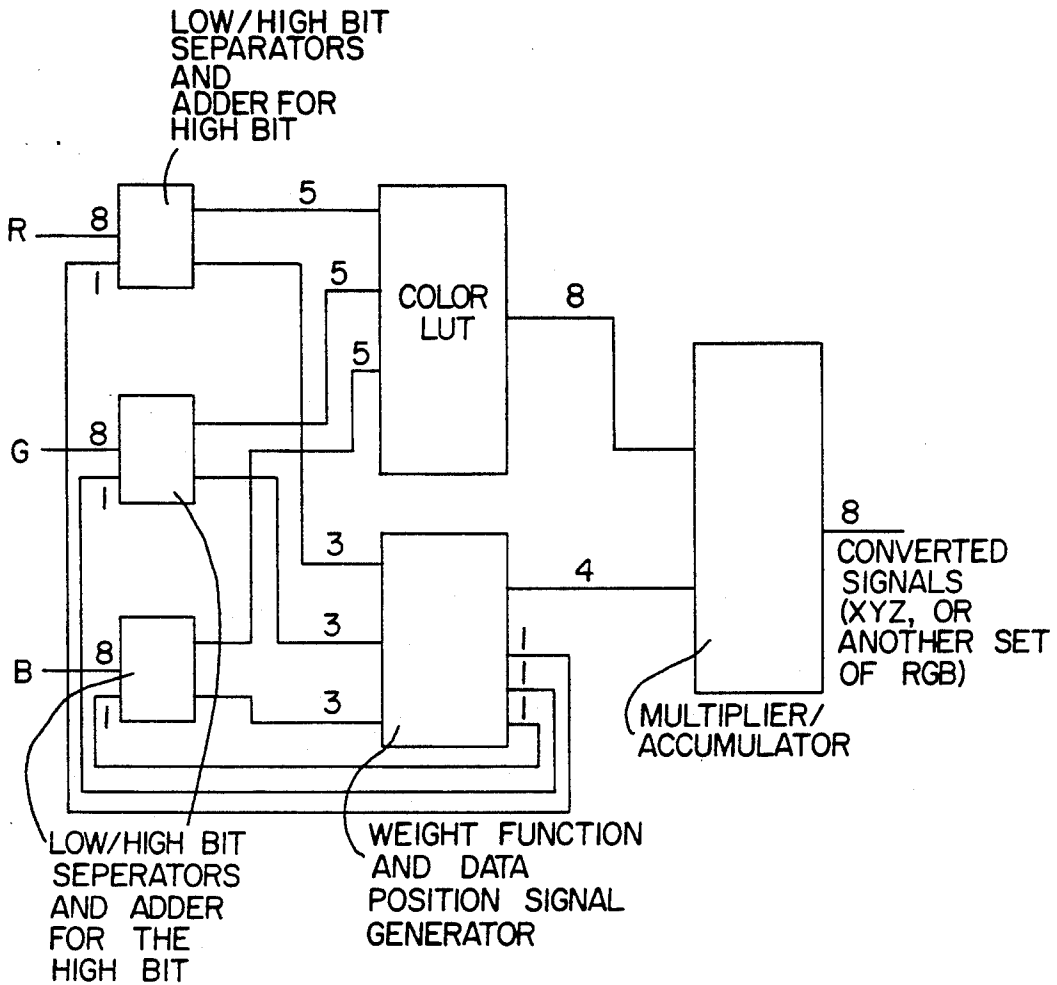 LOW/HIGH BIT
SEPARATORS
AND
ADDER FOR
HIGH BIT
R
8
1
5
5
5
COLOR
LUT
8
G
8
1
B
8
1
3
3
3
4
1
1
1
8
CONVERTED
SIGNALS
(XYZ, OR
ANOTHER SET
OF RGB)
MULTIPLIER/
ACCUMULATOR
LOW/HIGH BIT
SEPERATORS
AND ADDER
FOR THE
HIGH BIT
WEIGHT FUNCTION
AND DATA
POSITION SIGNAL
GENERATOR